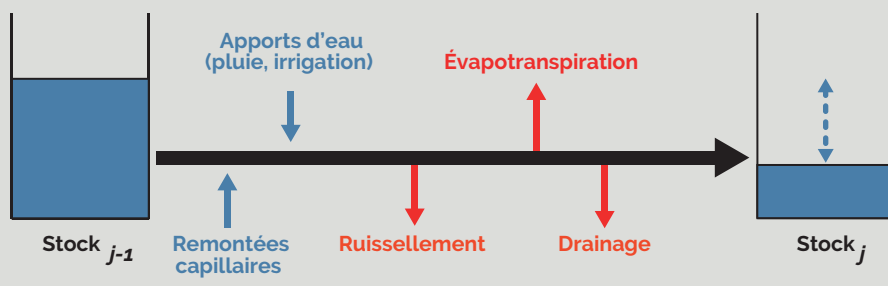 Apports d'eau
(pluie, irrigation)
Évapotranspiration
Stock j-1
Remontées
capillaires
Ruissellement
Drainage
Stock j